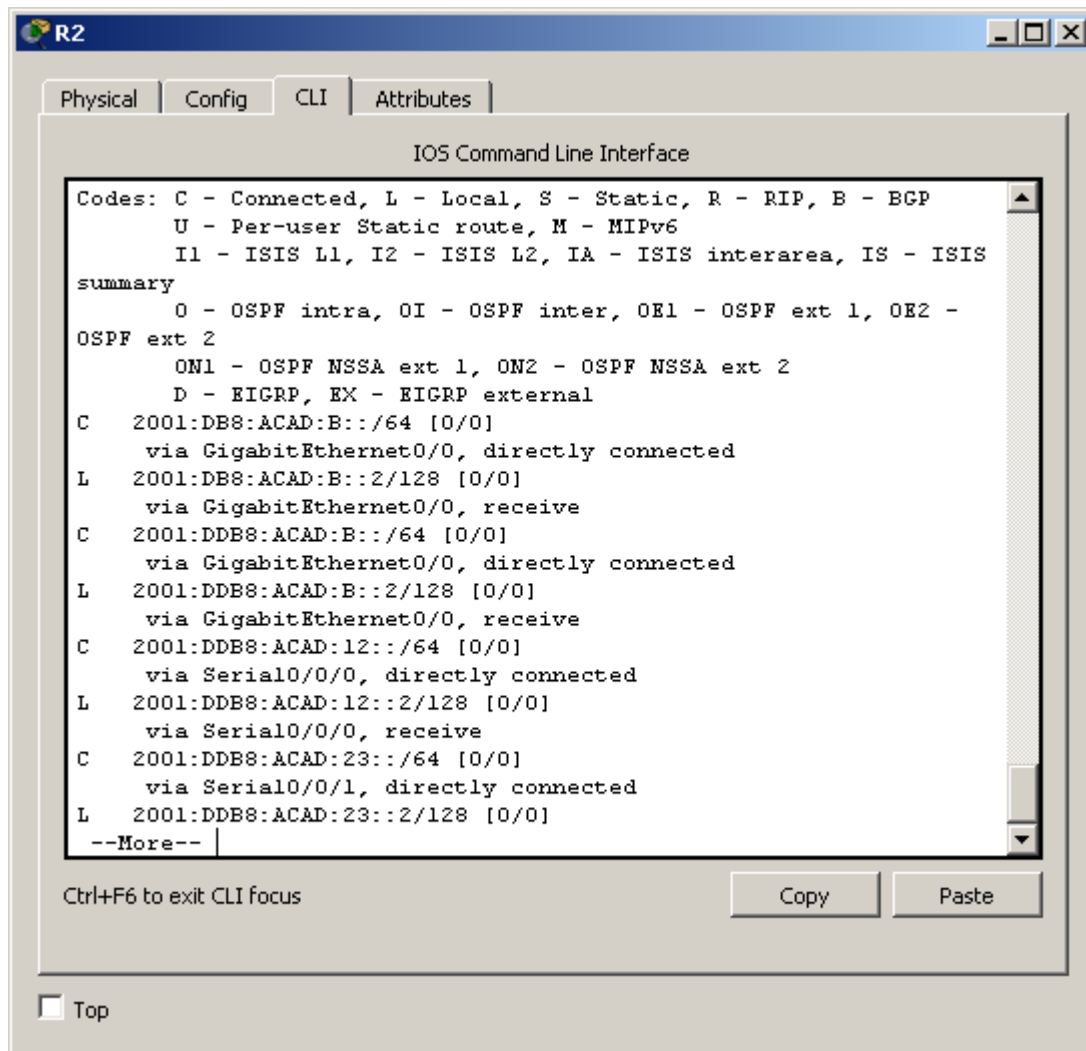 R2
Physical Config CLI Attributes
IOS Command Line Interface
Codes: C - Connected, L - Local, S - Static, R - RIP, B - BGP
U - Per-user Static route, M - MIPv6
I1 - ISIS L1, I2 - ISIS L2, IA - ISIS interarea, IS - ISIS
summary
O - OSPF intra, OI - OSPF inter, OE1 - OSPF ext 1, OE2 -
OSPF ext 2
ON1 - OSPF NSSA ext 1, ON2 - OSPF NSSA ext 2
D - EIGRP, EX - EIGRP external
C 2001:DB8:ACAD:B::/64 [0/0]
via GigabitEthernet0/0, directly connected
L 2001:DB8:ACAD:B::2/128 [0/0]
via GigabitEthernet0/0, receive
C 2001:DDB8:ACAD:B::/64 [0/0]
via GigabitEthernet0/0, directly connected
L 2001:DDB8:ACAD:B::2/128 [0/0]
via GigabitEthernet0/0, receive
C 2001:DDB8:ACAD:12::/64 [0/0]
via Serial0/0/0, directly connected
L 2001:DDB8:ACAD:12::2/128 [0/0]
via Serial0/0/0, receive
C 2001:DDB8:ACAD:23::/64 [0/0]
via Serial0/0/1, directly connected
L 2001:DDB8:ACAD:23::2/128 [0/0]
--More--
Ctrl+F6 to exit CLI focus Copy Paste
Top